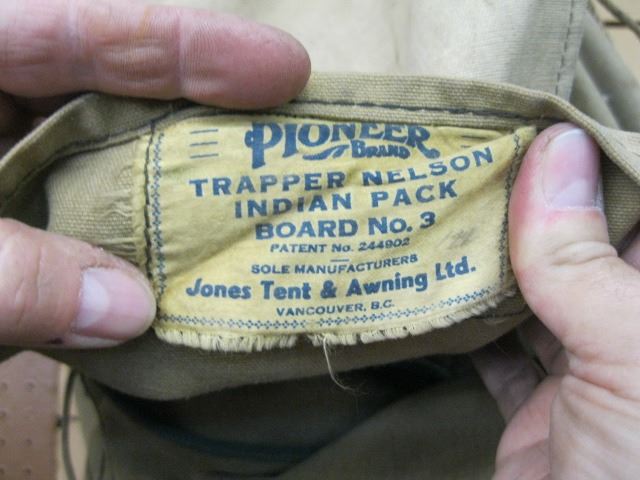 PIONEER
BRAND
TRAPPER NELSON
INDIAN PACK
BOARD No. 3
PATENT No. 244902
SOLE MANUFACTURERS
Jones Tent & Awning Ltd.
VANCOUVER, B.C.